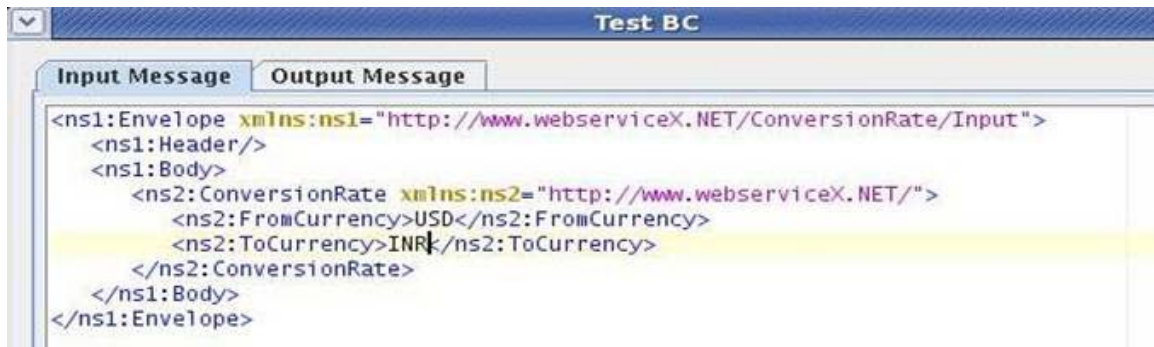 Test BC
Input Message Output Message
<ns1:Envelope xmlns:ns1="http://www.webserviceX.NET/ConversionRate/Input">
<ns1:Header/>
<ns1:Body>
<ns2:ConversionRate xmlns:ns2="http://www.webserviceX.NET/">
<ns2:FromCurrency>USD</ns2:FromCurrency>
<ns2:ToCurrency>INR</ns2:ToCurrency>
</ns2:ConversionRate>
</ns1:Body>
</ns1:Envelope>